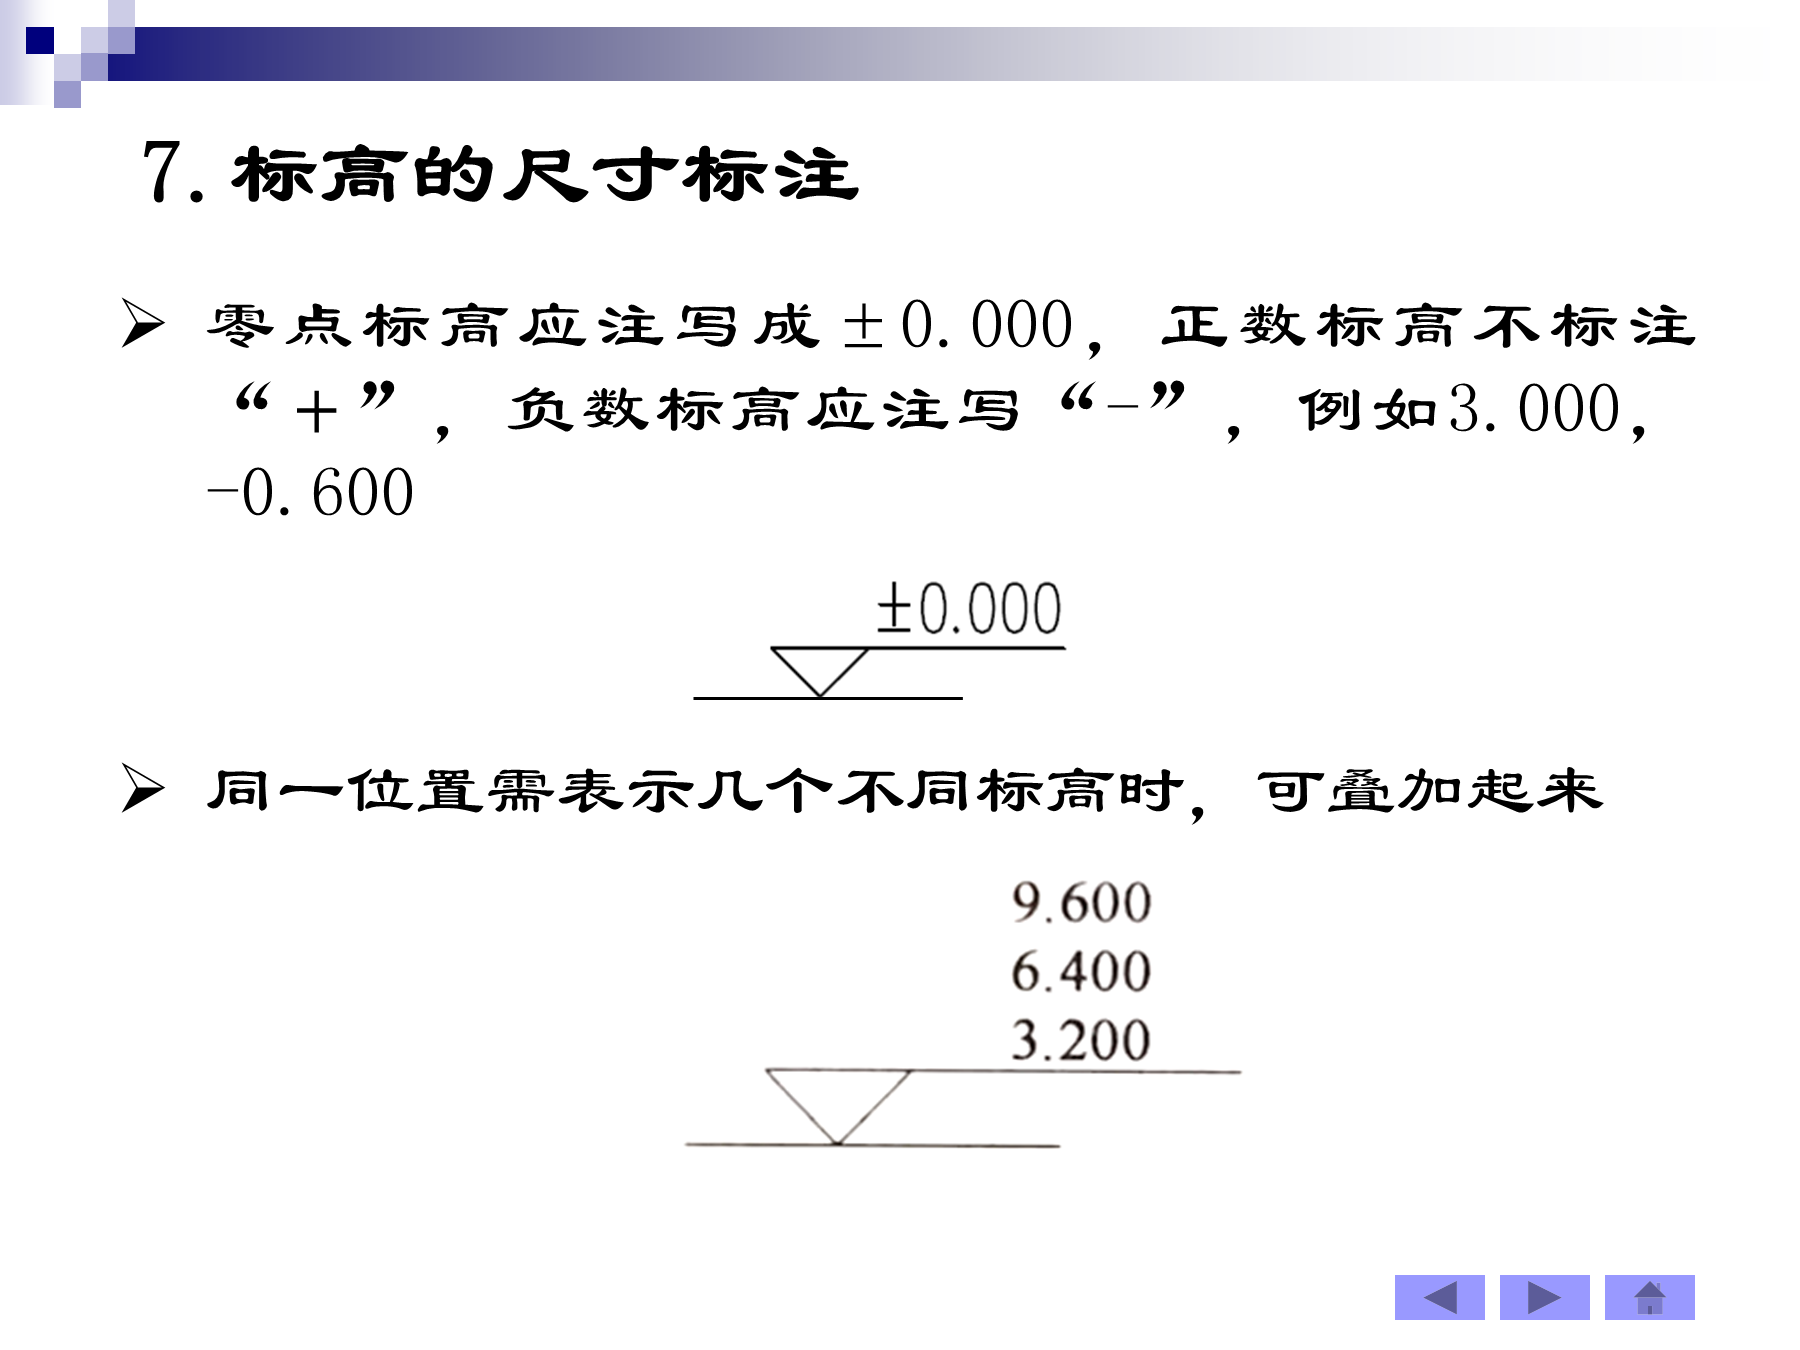 7.标高的尺寸标注
零点标高应注写成±0.000，正数标高不标注
“＋”，负数标高应注写“-”，例如3.000，
-0.600
±0.000
同一位置需表示几个不同标高时，可叠加起来
9.600
6.400
3.200